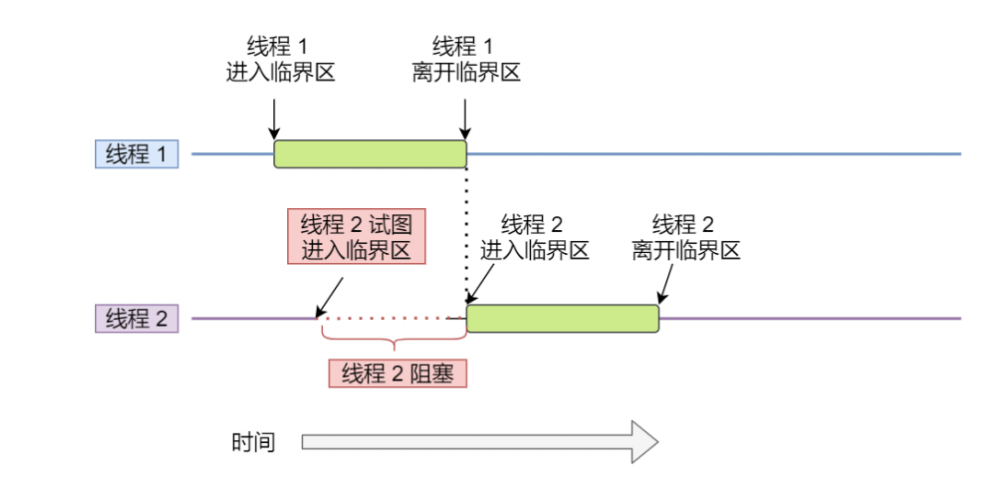 线程 1
进入临界区
线程 1
离开临界区
线程 1
线程 2 试图
进入临界区
线程 2
进入临界区
线程 2
离开临界区
线程 2
线程 2 阻塞
时间